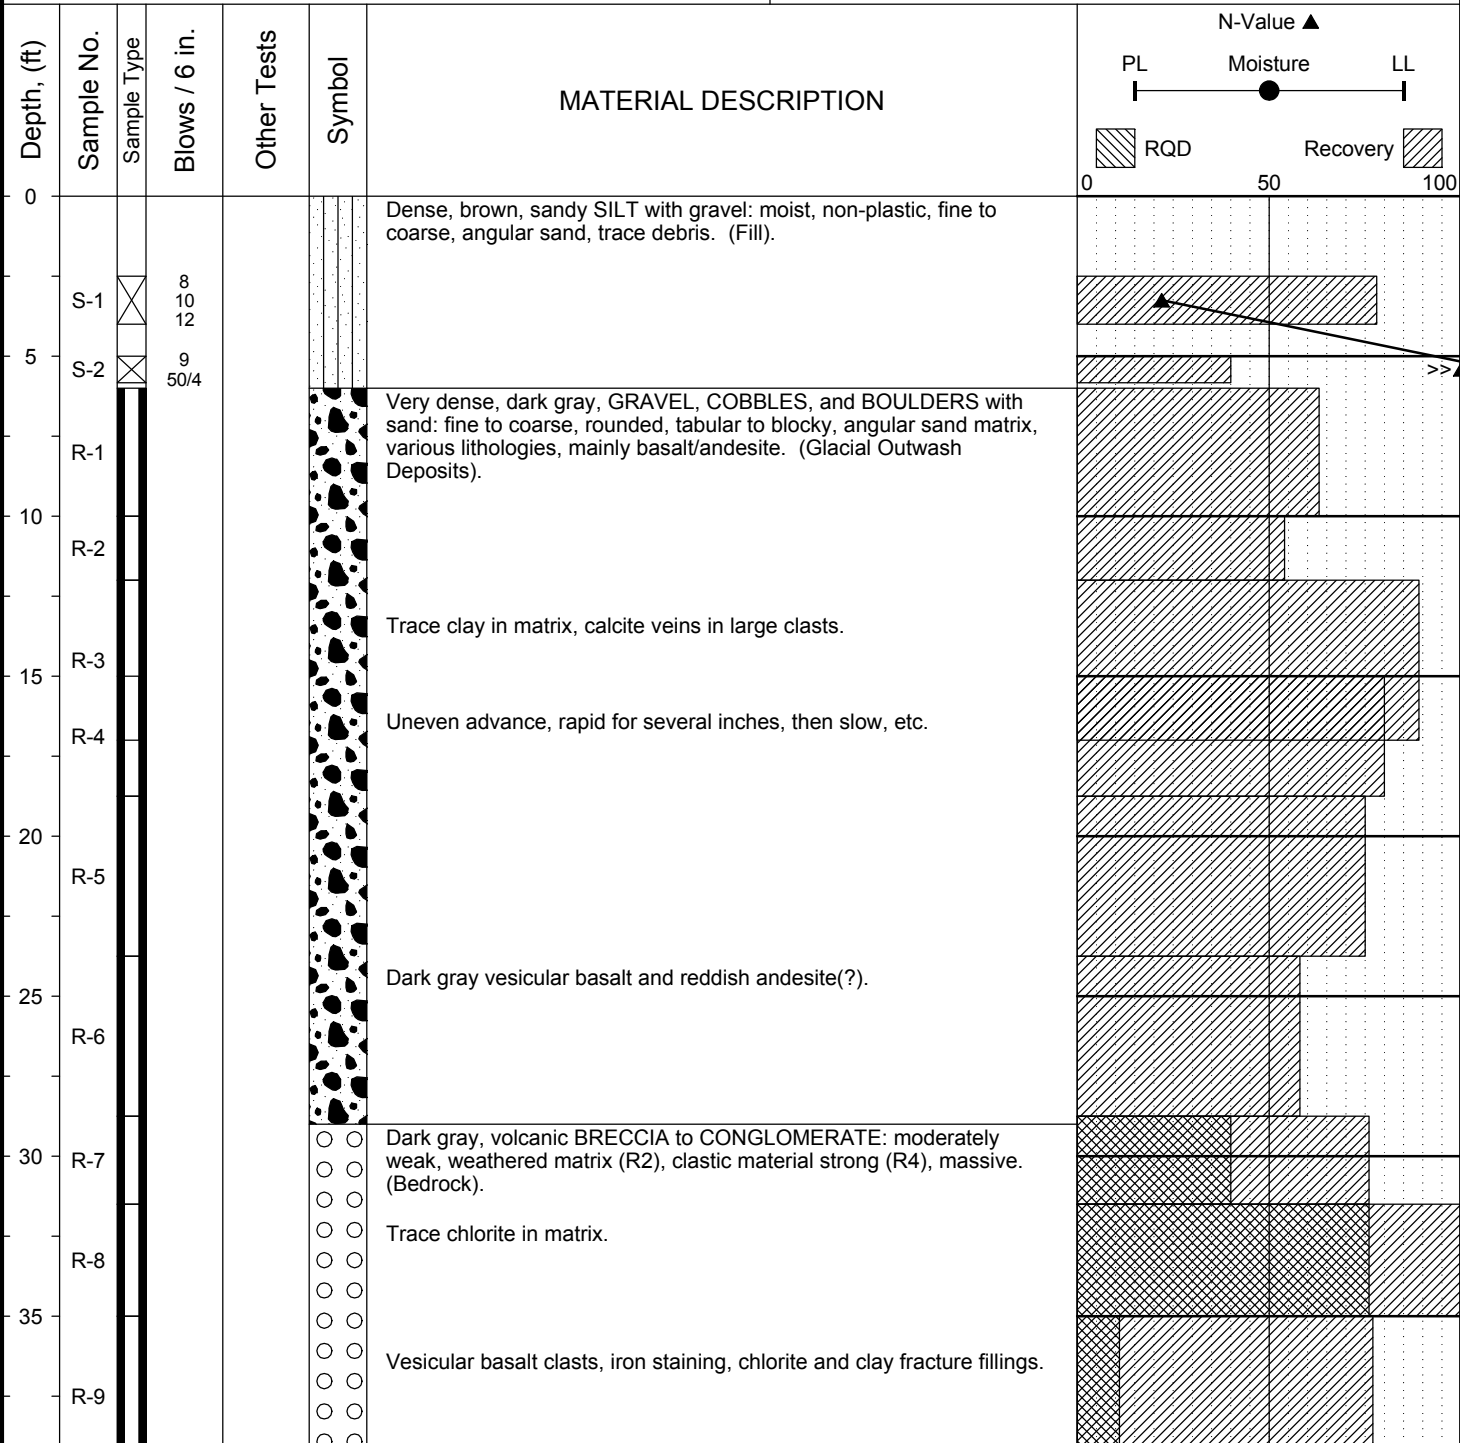 Depth, (ft)
Sample No.
Sample Type
Blows / 6 in.
Other Tests
Symbol
MATERIAL DESCRIPTION
N-Value ▲
PL Moisture LL
RQD Recovery
0 50 100
0
Dense, brown, sandy SILT with gravel: moist, non-plastic, fine to
coarse, angular sand, trace debris. (Fill).
S-1
8
10
12
5
S-2
9
50/4
>>▲
Very dense, dark gray, GRAVEL, COBBLES, and BOULDERS with
sand: fine to coarse, rounded, tabular to blocky, angular sand matrix,
various lithologies, mainly basalt/andesite. (Glacial Outwash
Deposits).
R-1
10
R-2
Trace clay in matrix, calcite veins in large clasts.
R-3
15
Uneven advance, rapid for several inches, then slow, etc.
R-4
20
R-5
Dark gray vesicular basalt and reddish andesite(?).
25
R-6
Dark gray, volcanic BRECCIA to CONGLOMERATE: moderately
weak, weathered matrix (R2), clastic material strong (R4), massive.
(Bedrock).
30
R-7
Trace chlorite in matrix.
R-8
35
Vesicular basalt clasts, iron staining, chlorite and clay fracture fillings.
R-9